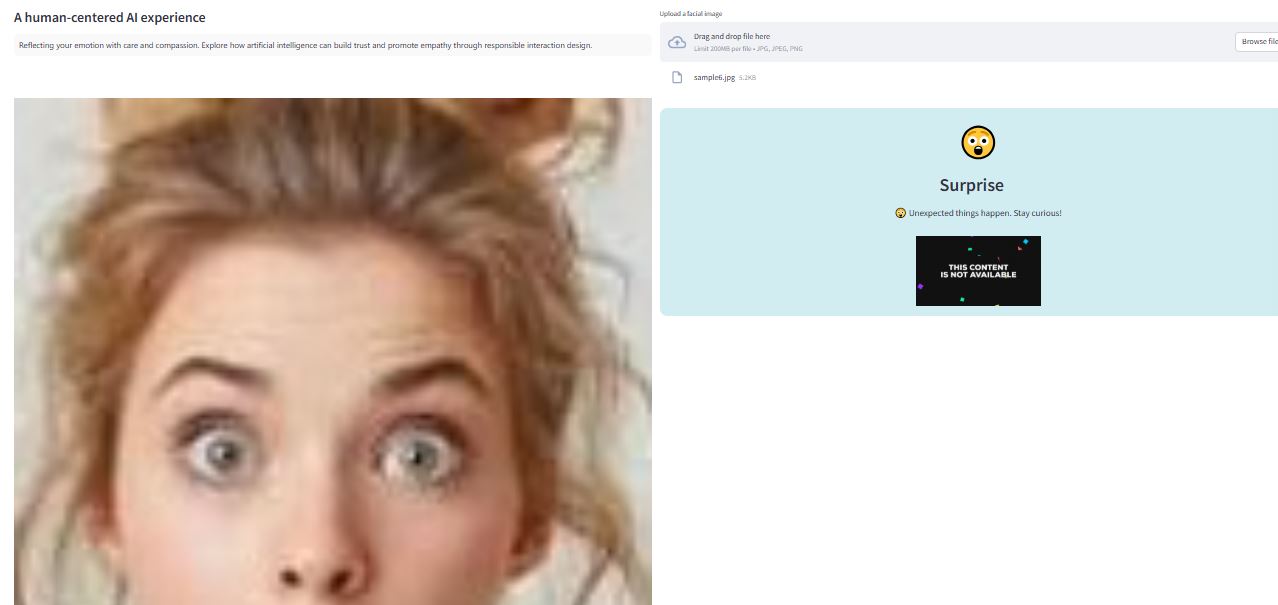 A human-centered AI experience
Reflecting your emotion with care and compassion. Explore how artificial intelligence can build trust and promote empathy through responsible interaction design.
Upload a facial image
Drag and drop file here
Limit 200MB per file • JPG, JPEG, PNG
Browse file
sample6.jpg 5.2KB
Surprise
😲 Unexpected things happen. Stay curious!
THIS CONTENT
IS NOT AVAILABLE